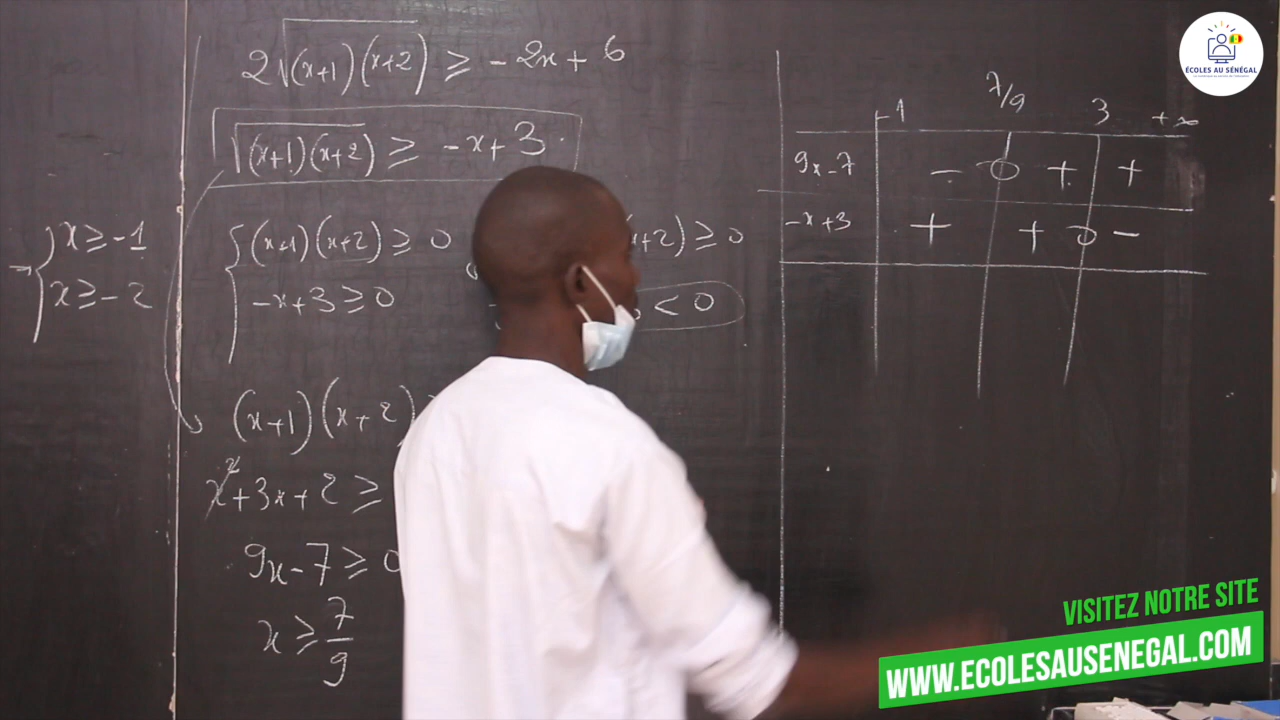 2√(x+1)(x+2) ≥ -2x + 6
√(x+1)(x+2) ≥ -x+3.
x ≥ -1
x ≥ -2
(x+1)(x+2) ≥ 0
-x+3 ≥ 0
x+2) ≥ 0
< 0
(x+1)(x+2)
x²+3x+2 ≥
9x-7 ≥ 0
x ≥ 7/9
-1 7/9 3 +∞
9x-7 - 0 + +
-x+3 + + 0 -
ÉCOLES AU SÉNÉGAL
VISITEZ NOTRE SITE
WWW.ECOLESAUSENEGAL.COM